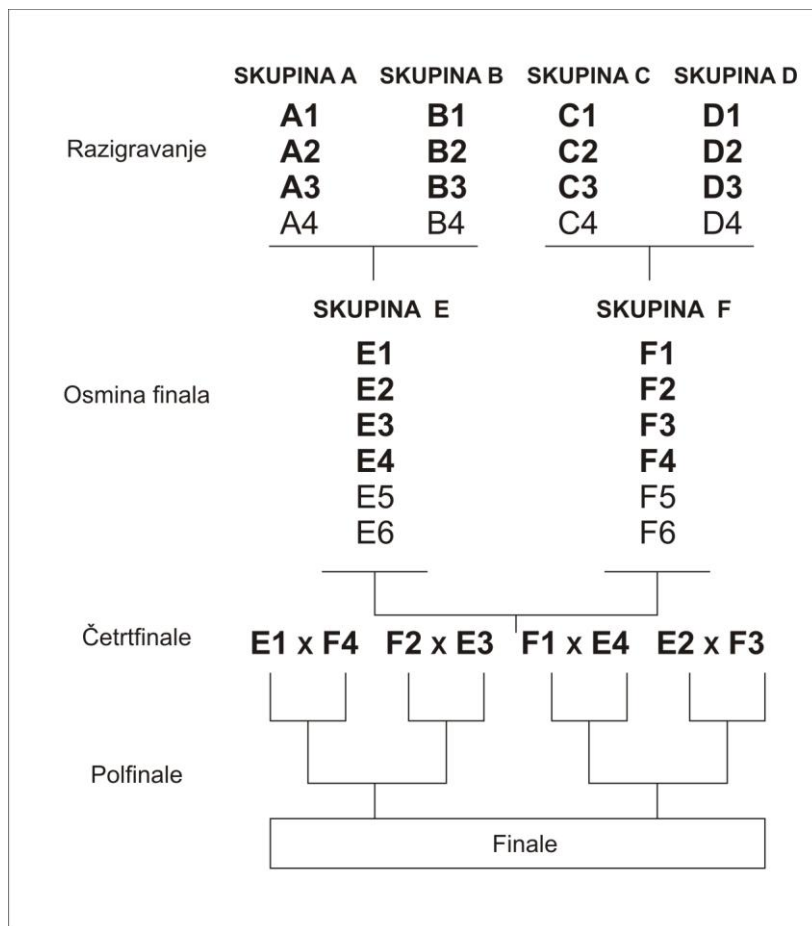 SKUPINA A SKUPINA B SKUPINA C SKUPINA D
Razigravanje
A1 B1 C1 D1
A2 B2 C2 D2
A3 B3 C3 D3
A4 B4 C4 D4
SKUPINA E SKUPINA F
Osmina finala
E1 F1
E2 F2
E3 F3
E4 F4
E5 F5
E6 F6
Četrtfinale E1 x F4 F2 x E3 F1 x E4 E2 x F3
Polfinale
Finale